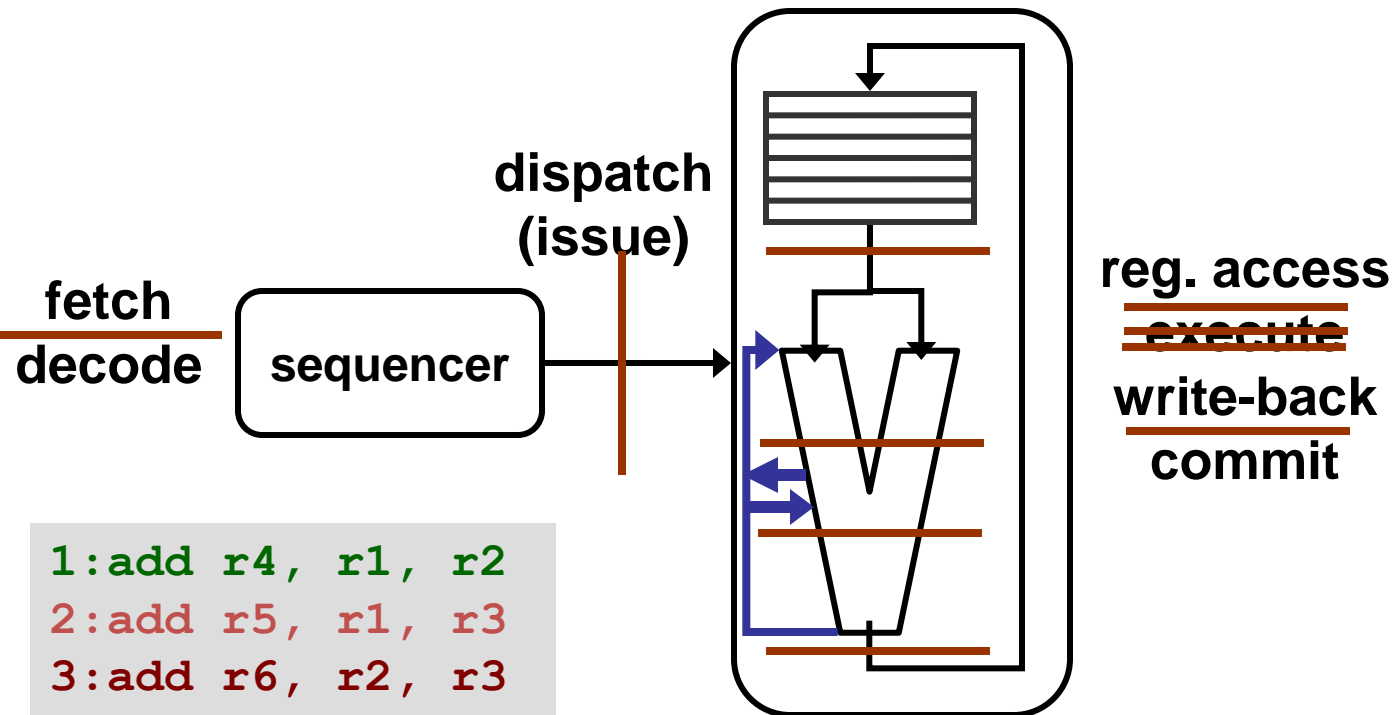 dispatch
(issue)
fetch
decode
sequencer
reg. access
execute
write-back
commit
1:add r4, r1, r2
2:add r5, r1, r3
3:add r6, r2, r3